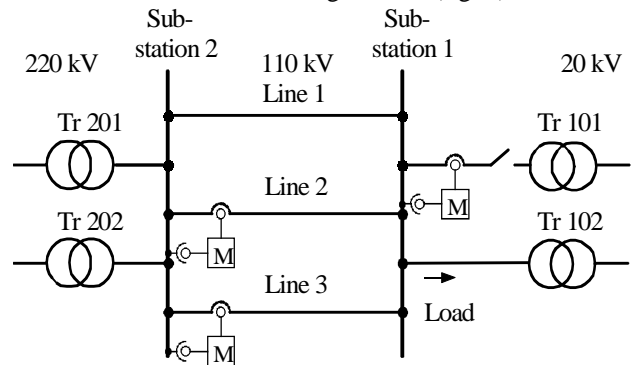 Sub-
station 2
Sub-
station 1
220 kV
110 kV
20 kV
Line 1
Tr 201
Tr 101
Line 2
M
Tr 202
M
Tr 102
Line 3
Load
M